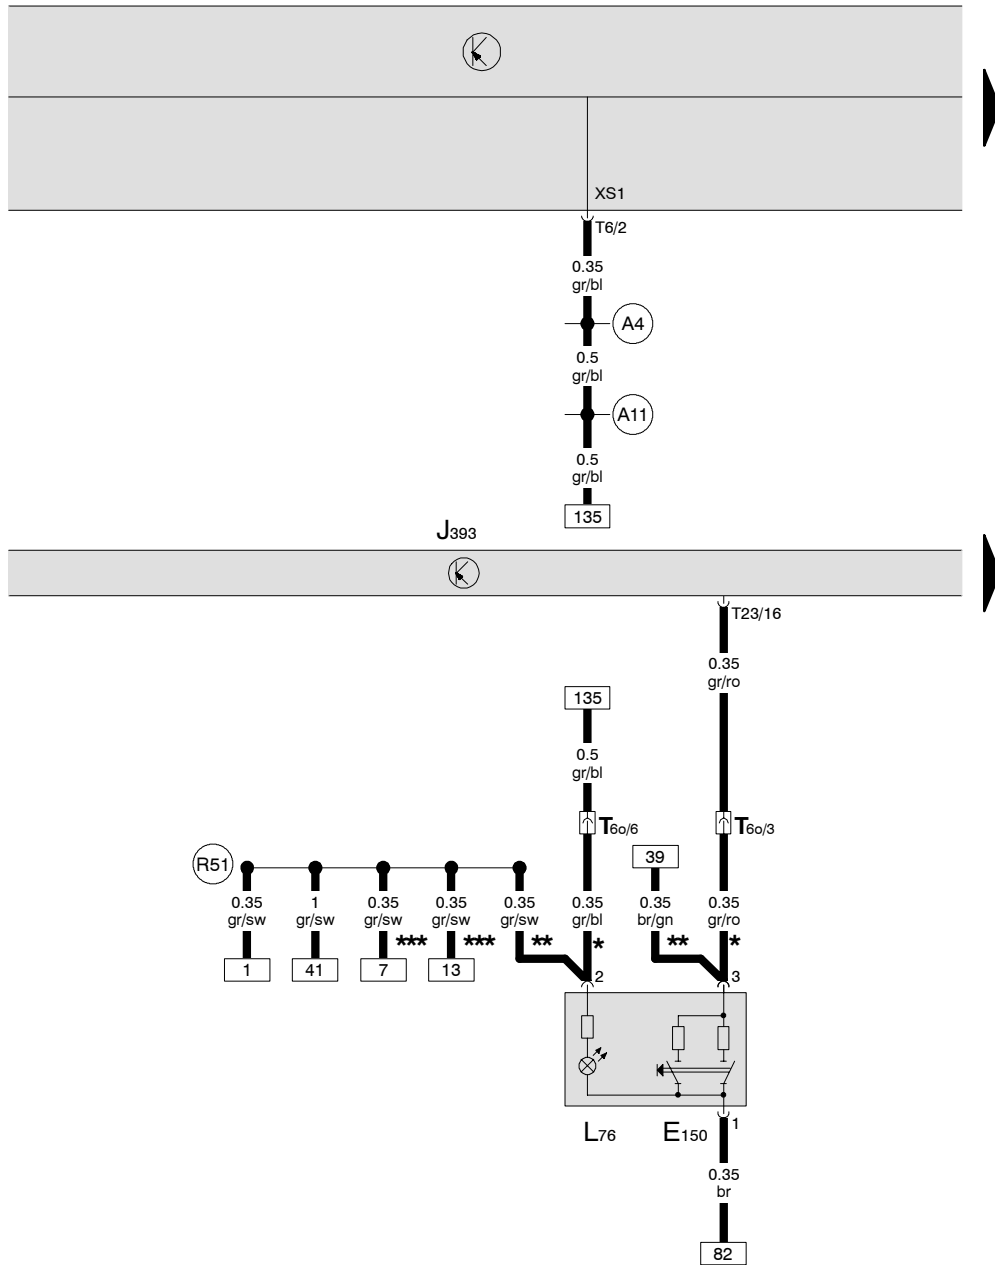 XS1
T6/2
0.35
gr/bl
A4
0.5
gr/bl
A11
0.5
gr/bl
135
J393
T23/16
0.35
gr/ro
135
0.5
gr/bl
T6o/6
T6o/3
39
R51
0.35
gr/sw
1
gr/sw
0.35
gr/sw
0.35
gr/sw
0.35
gr/sw
0.35
gr/bl
0.35
br/gn
0.35
gr/ro
***
***
**
*
**
*
1
41
7
13
2
3
L76
E150
1
0.35
br
82